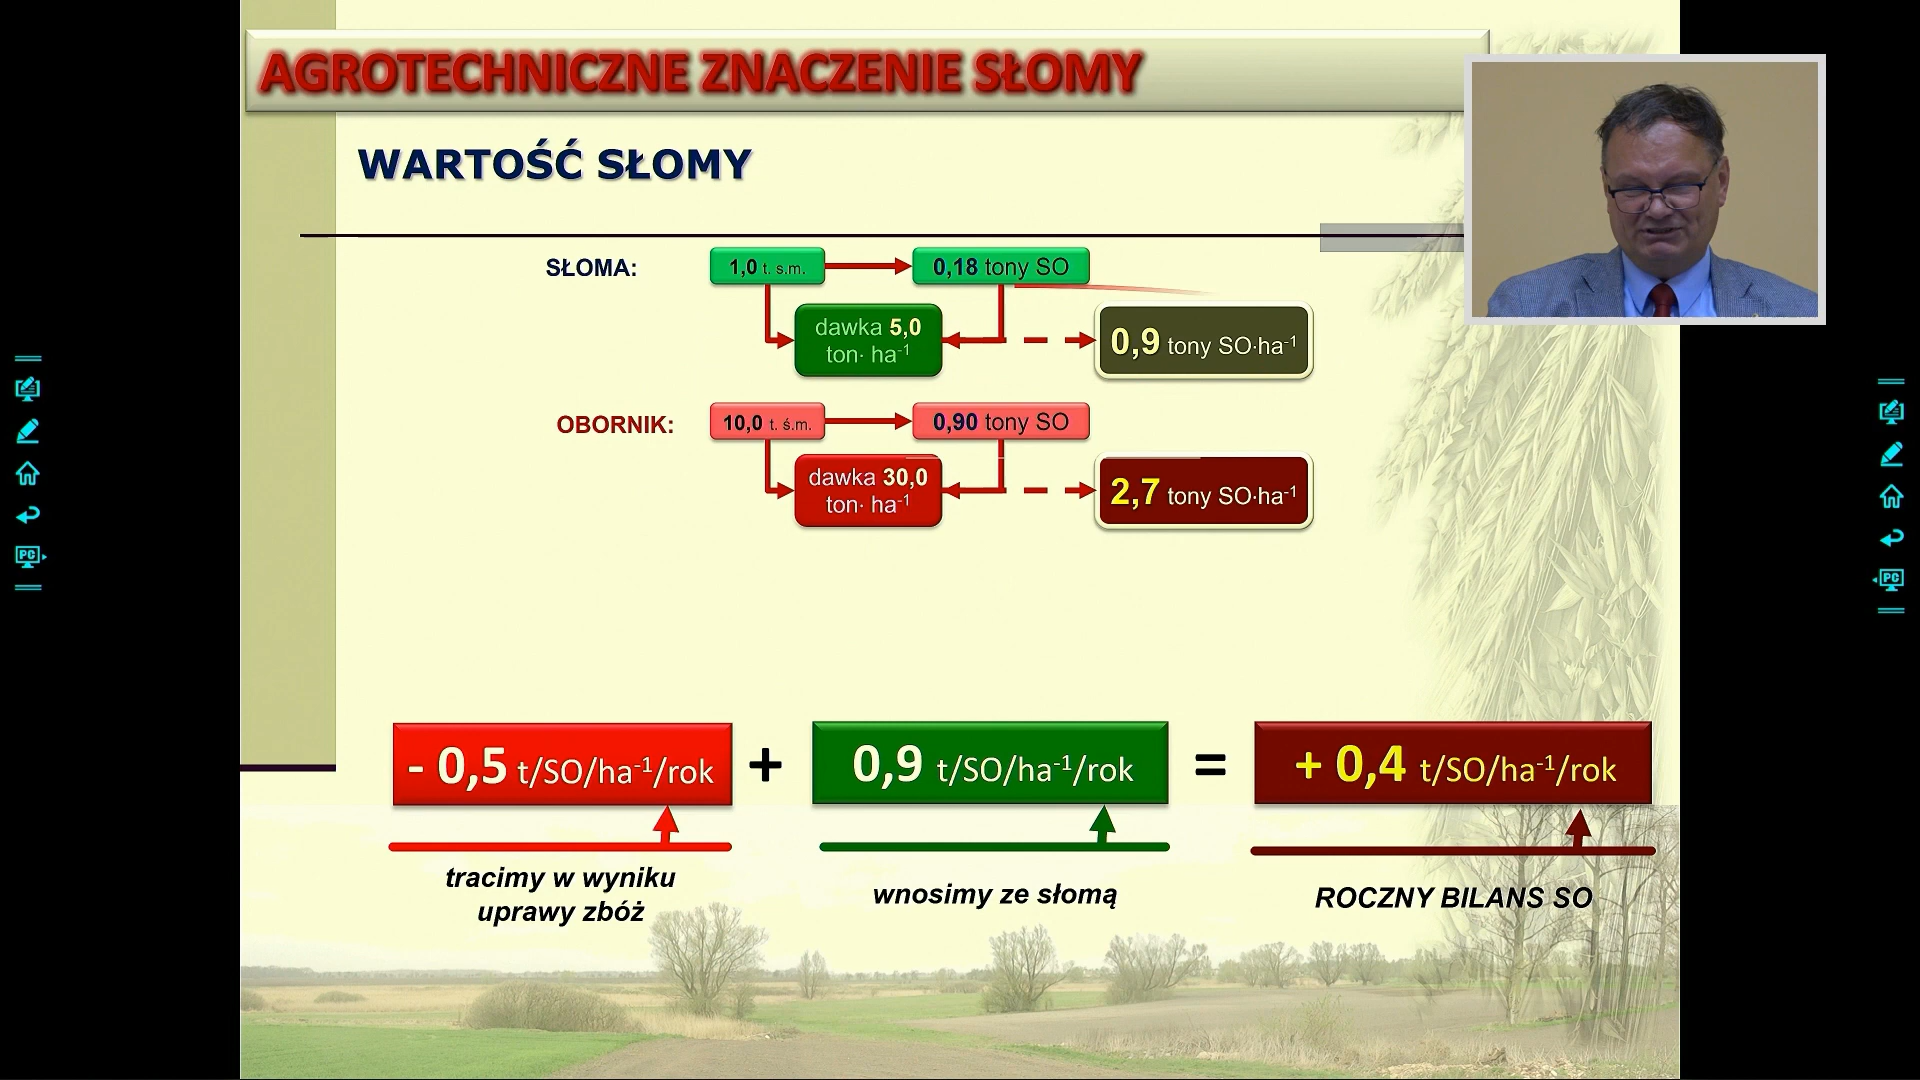 AGROTECHNICZNE ZNACZENIE SŁOMY
WARTOŚĆ SŁOMY
SŁOMA:
1,0 t. s.m.
0,18 tony SO
dawka 5,0
ton· ha⁻¹
0,9 tony SO·ha⁻¹
OBORNIK:
10,0 t. ś.m.
0,90 tony SO
dawka 30,0
ton· ha⁻¹
2,7 tony SO·ha⁻¹
- 0,5 t/SO/ha⁻¹/rok
+
0,9 t/SO/ha⁻¹/rok
=
+ 0,4 t/SO/ha⁻¹/rok
tracimy w wyniku
uprawy zbóż
wnosimy ze słomą
ROCZNY BILANS SO
PC
PC